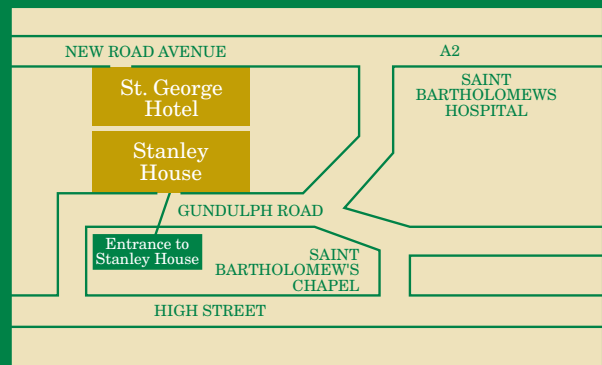 NEW ROAD AVENUE
A2
St. George
Hotel
SAINT
BARTHOLOMEWS
HOSPITAL
Stanley
House
GUNDULPH ROAD
Entrance to
Stanley House
SAINT
BARTHOLOMEW'S
CHAPEL
HIGH STREET